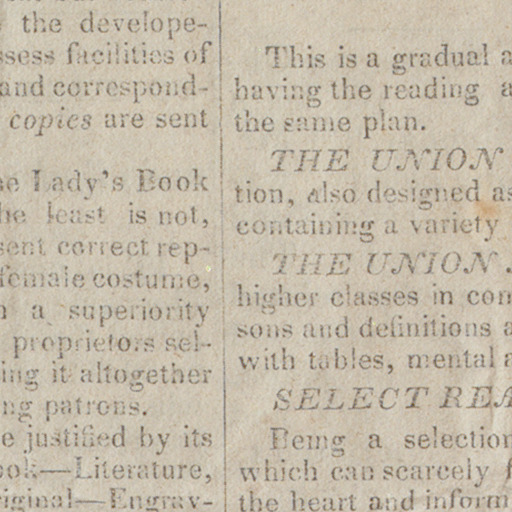 the develope-
ssess facilities of
and correspond-
copies are sent
Lady's Book
least is not,
sent correct rep-
female costume,
a superiority
proprietors sel-
ing it altogether
ng patrons.
e justified by its
ook—Literature,
riginal—Engrav-
This is a gradual a
having the reading a
the same plan.
THE UNION
tion, also designed as
containing a variety
THE UNION
higher classes in con
sons and definitions a
with tables, mental a
SELECT REA
Being a selection
which can scarcely f
the heart and inform